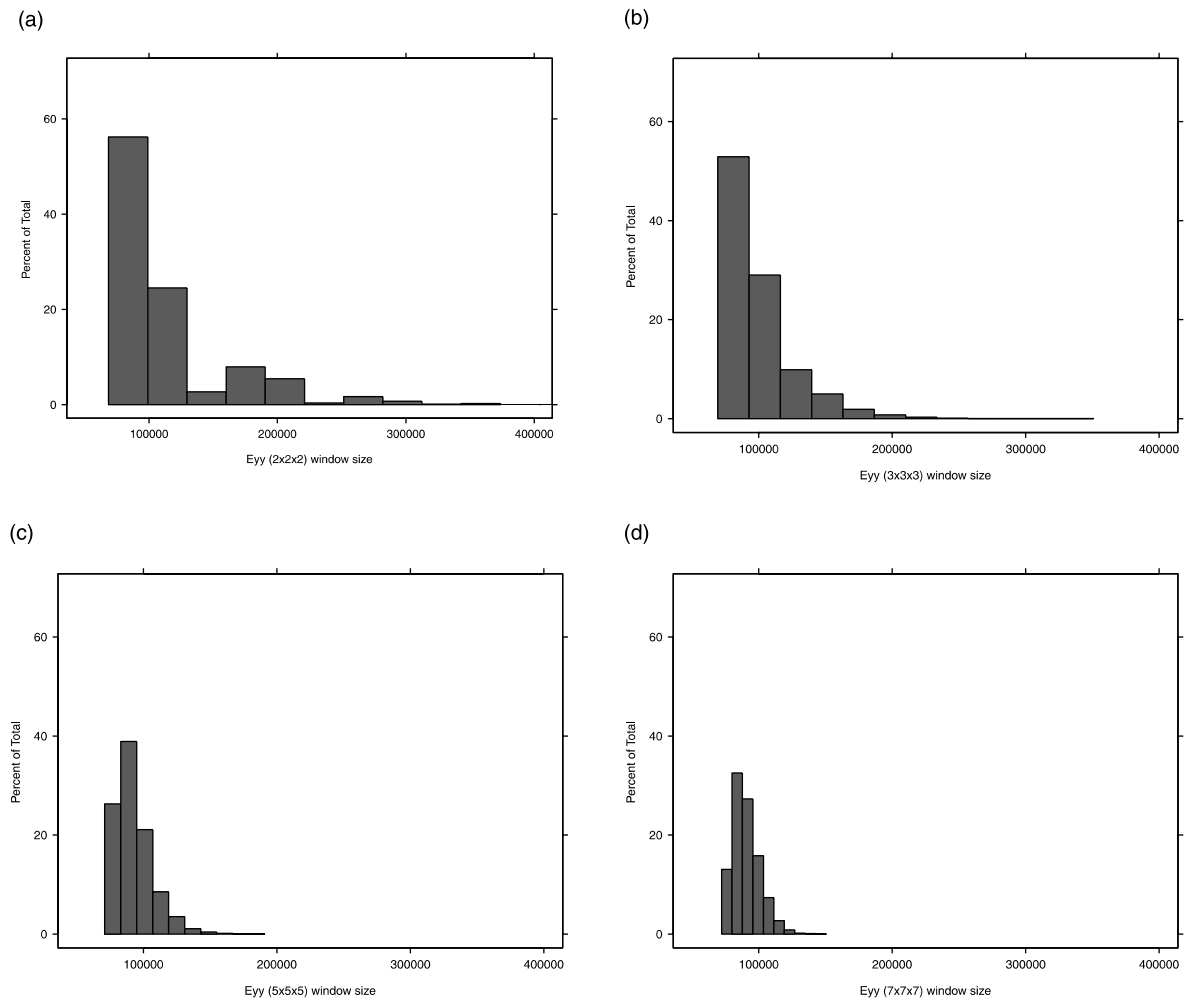 (a)
60
40
20
0
Percent of Total
100000 200000 300000 400000
Eyy (2x2x2) window size
(b)
60
40
20
0
Percent of Total
100000 200000 300000 400000
Eyy (3x3x3) window size
(c)
60
40
20
0
Percent of Total
100000 200000 300000 400000
Eyy (5x5x5) window size
(d)
60
40
20
0
Percent of Total
100000 200000 300000 400000
Eyy (7x7x7) window size